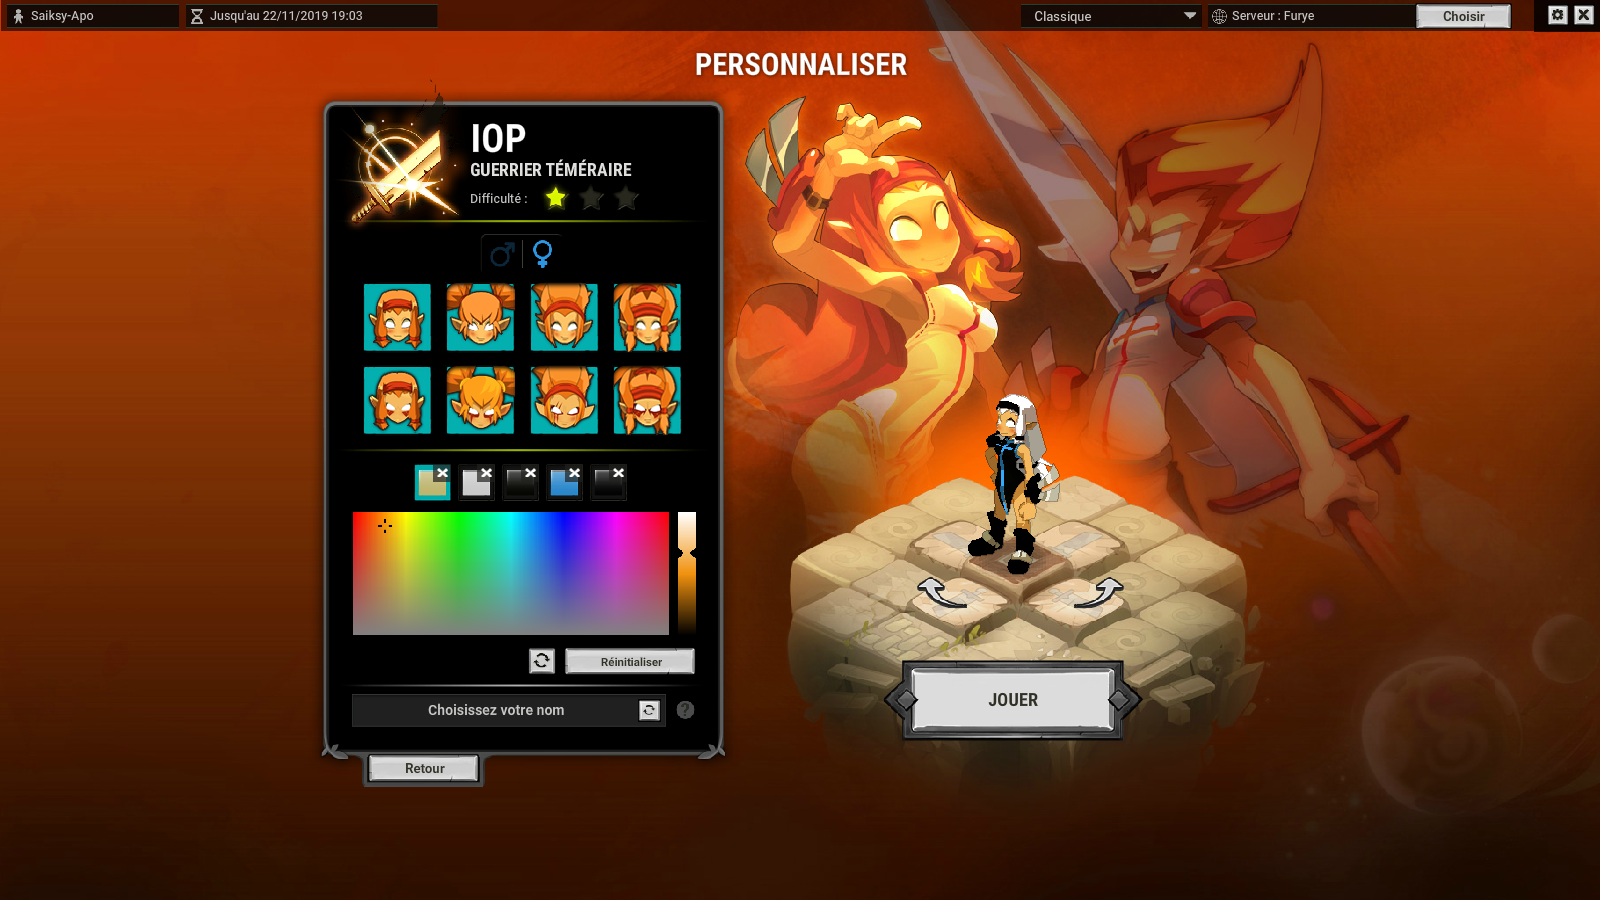 Saiksy-Apo
Jusqu'au 22/11/2019 19:03
Classique
Serveur : Furye
Choisir
PERSONNALISER
IOP
GUERRIER TÉMÉRAIRE
Difficulté :
Réinitialiser
Choisissez votre nom
?
Retour
JOUER